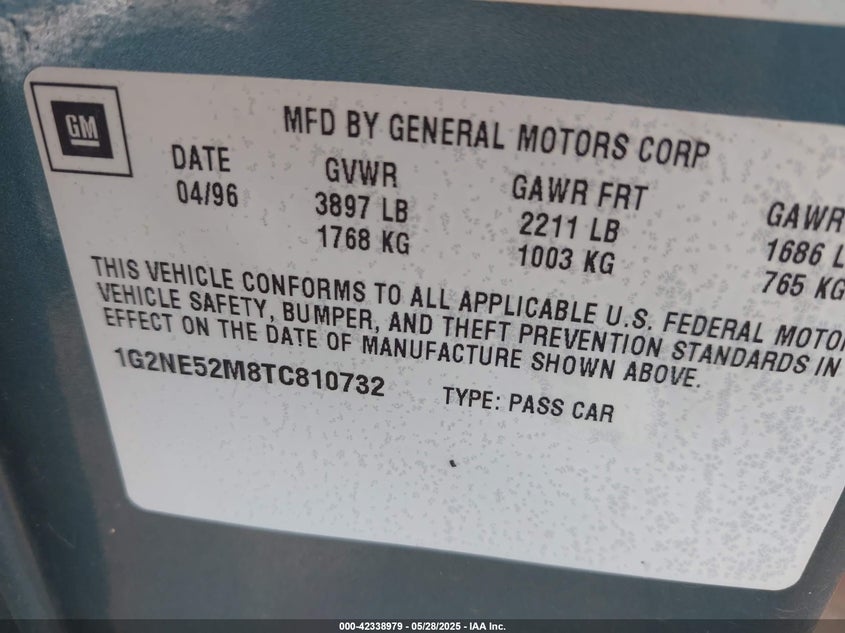 GM
MFD BY GENERAL MOTORS CORP
DATE GVWR GAWR FRT GAWR
04/96 3897 LB 2211 LB 1686 L
1768 KG 1003 KG 765 KG
THIS VEHICLE CONFORMS TO ALL APPLICABLE U.S. FEDERAL MOTO
VEHICLE SAFETY, BUMPER, AND THEFT PREVENTION STANDARDS IN
EFFECT ON THE DATE OF MANUFACTURE SHOWN ABOVE.
1G2NE52M8TC810732 TYPE: PASS CAR
000-42338979 / 05/28/2025 - IAA Inc.